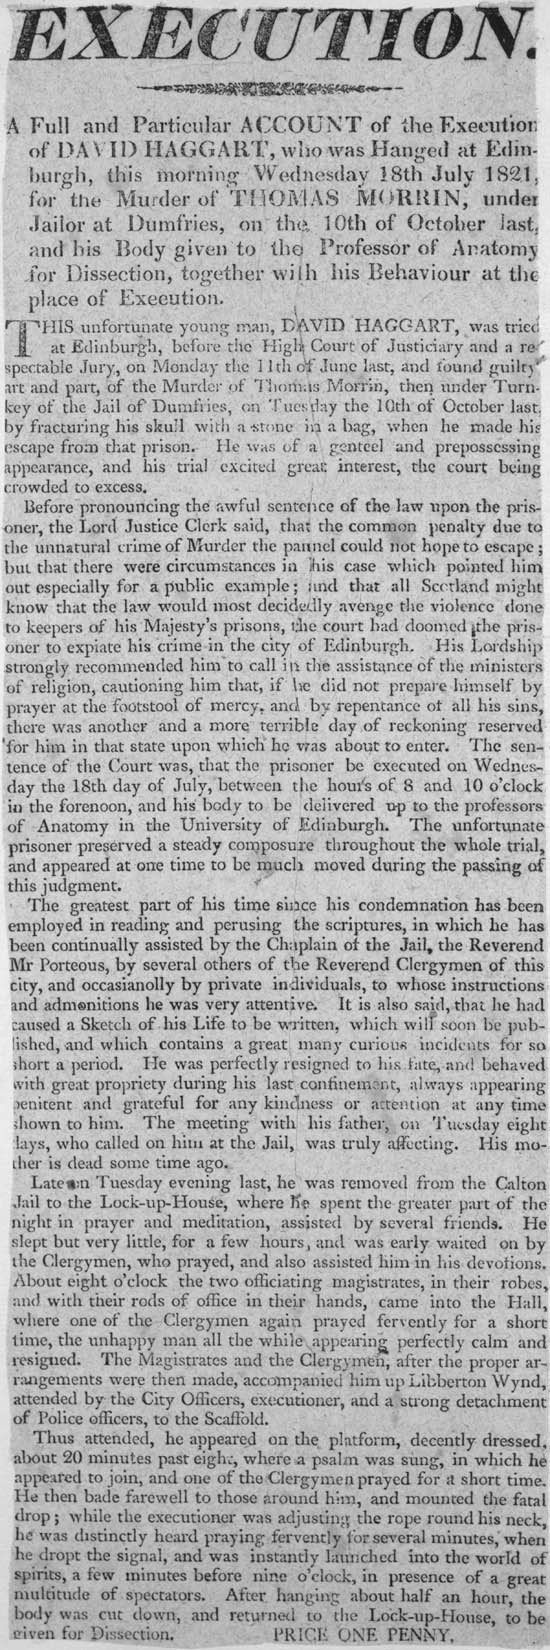 EXECUTION.
A Full and Particular ACCOUNT of the Execution
of DAVID HAGGART, who was Hanged at Edin-
burgh, this morning Wednesday 18th July 1821,
for the Murder of THOMAS MORRIN, under
Jailor at Dumfries, on the 10th of October last,
and his Body given to the Professor of Anatomy
for Dissection, together with his Behaviour at the
place of Execution.
THIS unfortunate young man, DAVID HAGGART, was tried
at Edinburgh, before the High Court of Justiciary and a re
spectable Jury, on Monday the 11th of June last, and found guilty
art and part, of the Murder of Thomas Morrin, then under Turn-
key of the Jail of Dumfries, on Tuesday the 10th of October last,
by fracturing his skull with a stone in a bag, when he made his
escape from that prison. He was of a genteel and prepossessing
appearance, and his trial excited great interest, the court being
crowded to excess.
Before pronouncing the awful sentence of the law upon the pris-
oner, the Lord Justice Clerk said, that the common penalty due to
the unnatural crime of Murder the pannel could not hope to escape;
but that there were circumstances in his case which pointed him
out especially for a public example; and that all Scotland might
know that the law would most decidedly avenge the violence done
to keepers of his Majesty's prisons, the court had doomed the pris-
oner to expiate his crime in the city of Edinburgh. His Lordship
strongly recommended him to call in the assistance of the ministers
of religion, cautioning him that, if he did not prepare himself by
prayer at the footstool of mercy, and by repentance of all his sins,
there was another and a more terrible day of reckoning reserved
for him in that state upon which he was about to enter. The sen-
tence of the Court was, that the prisoner be executed on Wednes-
day the 18th day of July, between the hours of 8 and 10 o'clock
in the forenoon, and his body to be delivered up to the professors
of Anatomy in the University of Edinburgh. The unfortunate
prisoner preserved a steady composure throughout the whole trial,
and appeared at one time to be much moved during the passing of
this judgment.
The greatest part of his time since his condemnation has been
employed in reading and perusing the scriptures, in which he has
been continually assisted by the Chaplain of the Jail, the Reverend
Mr Porteous, by several others of the Reverend Clergymen of this
city, and occasianolly by private individuals, to whose instructions
and admonitions he was very attentive. It is also said, that he had
caused a Sketch of his Life to be written, which will soon be pub-
lished, and which contains a great many curious incidents for so
short a period. He was perfectly resigned to his fate, and behaved
with great propriety during his last confinement, always appearing
penitent and grateful for any kindness or attention at any time
shown to him. The meeting with his father, on Tuesday eight
days, who called on him at the Jail, was truly affecting. His mo-
ther is dead some time ago.
Late on Tuesday evening last, he was removed from the Calton
Jail to the Lock-up-House, where he spent the greater part of the
night in prayer and meditation, assisted by several friends. He
slept but very little, for a few hours, and was early waited on by
the Clergymen, who prayed, and also assisted him in his devotions.
About eight o'clock the two officiating magistrates, in their robes,
and with their rods of office in their hands, came into the Hall,
where one of the Clergymen again prayed fervently for a short
time, the unhappy man all the while appearing perfectly calm and
resigned. The Magistrates and the Clergymen, after the proper ar-
rangements were then made, accompanied him up Libberton Wynd,
attended by the City Officers, executioner, and a strong detachment
of Police officers, to the Scaffold.
Thus attended, he appeared on the platform, decently dressed,
about 20 minutes past eight, where a psalm was sung, in which he
appeared to join, and one of the Clergymen prayed for a short time.
He then bade farewell to those around him, and mounted the fatal
drop; while the executioner was adjusting the rope round his neck,
he was distinctly heard praying fervently for several minutes, when
he dropt the signal, and was instantly launched into the world of
spirits, a few minutes before nine o'clock, in presence of a great
multitude of spectators. After hanging about half an hour, the
body was cut down, and returned to the Lock-up-House, to be
given for Dissection. PRICE ONE PENNY.